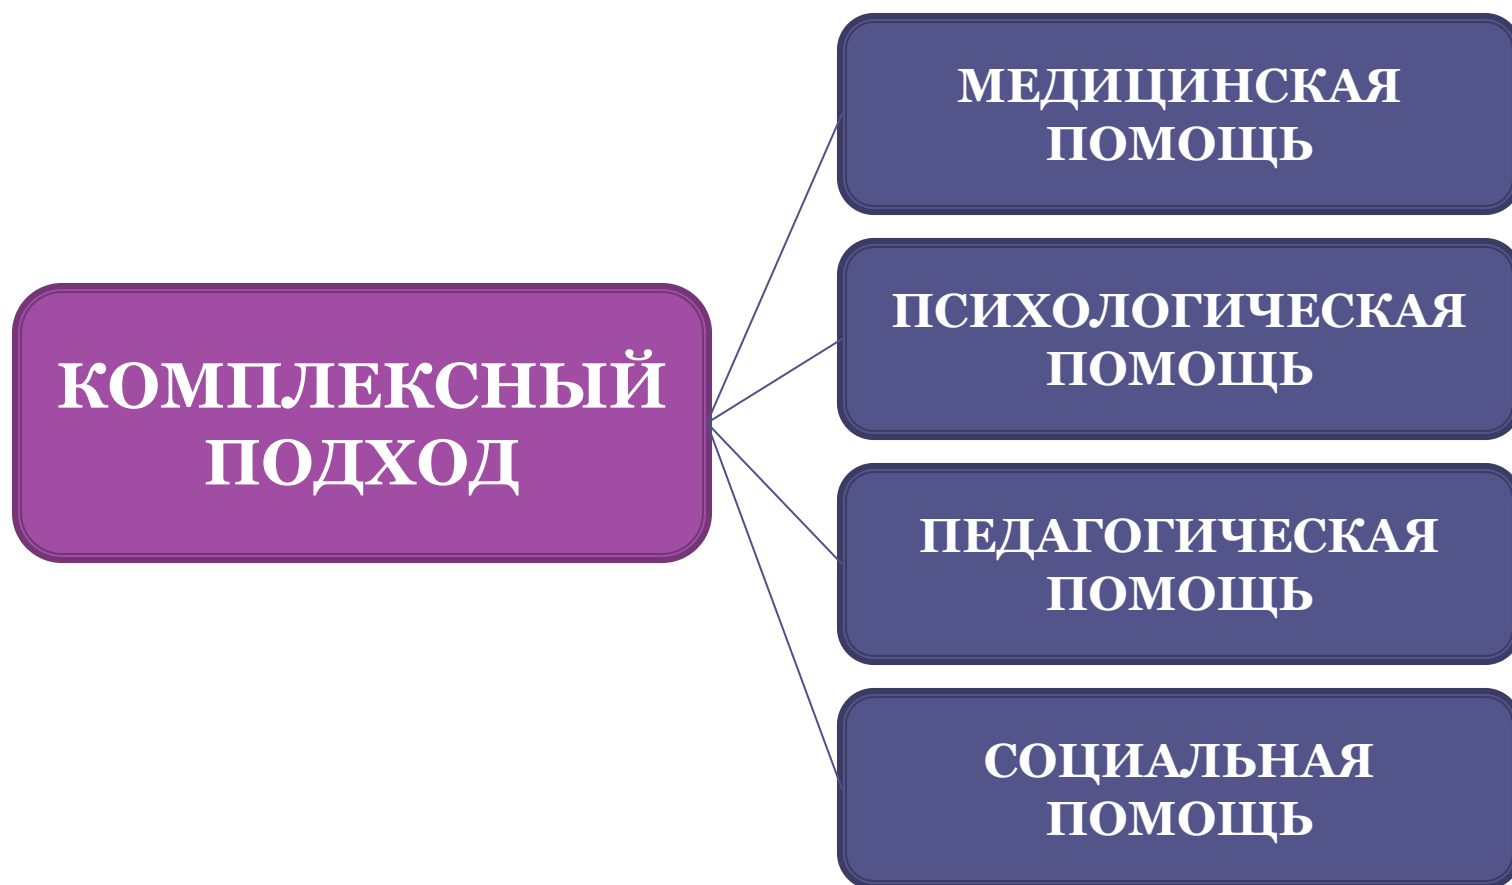 КОМПЛЕКСНЫЙ
ПОДХОД
МЕДИЦИНСКАЯ
ПОМОЩЬ
ПСИХОЛОГИЧЕСКАЯ
ПОМОЩЬ
ПЕДАГОГИЧЕСКАЯ
ПОМОЩЬ
СОЦИАЛЬНАЯ
ПОМОЩЬ